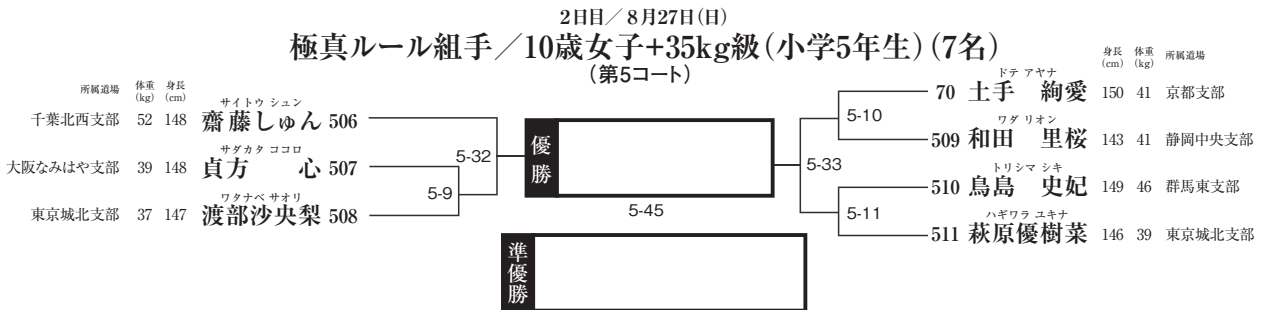 2日目／8月27日(日)
極真ルール組手／10歳女子+35kg級(小学5年生)(7名)
(第5コート)
所属道場 体重(kg) 身長(cm)
サイトウ シュン
千葉北西支部 52 148 齋藤しゅん 506
サダカタ ココロ
大阪なみはや支部 39 148 貞方 心 507
ワタナベ サオリ
東京城北支部 37 147 渡部沙央梨 508
5-32
5-9
優勝
5-45
準優勝
身長(cm) 体重(kg) 所属道場
ドテ アヤナ
70 土手 絢愛 150 41 京都支部
5-10
ワダ リオン
509 和田 里桜 143 41 静岡中央支部
5-33
トリシマ シキ
510 鳥島 史妃 149 46 群馬東支部
5-11
ハギワラ ユキナ
511 萩原優樹菜 146 39 東京城北支部